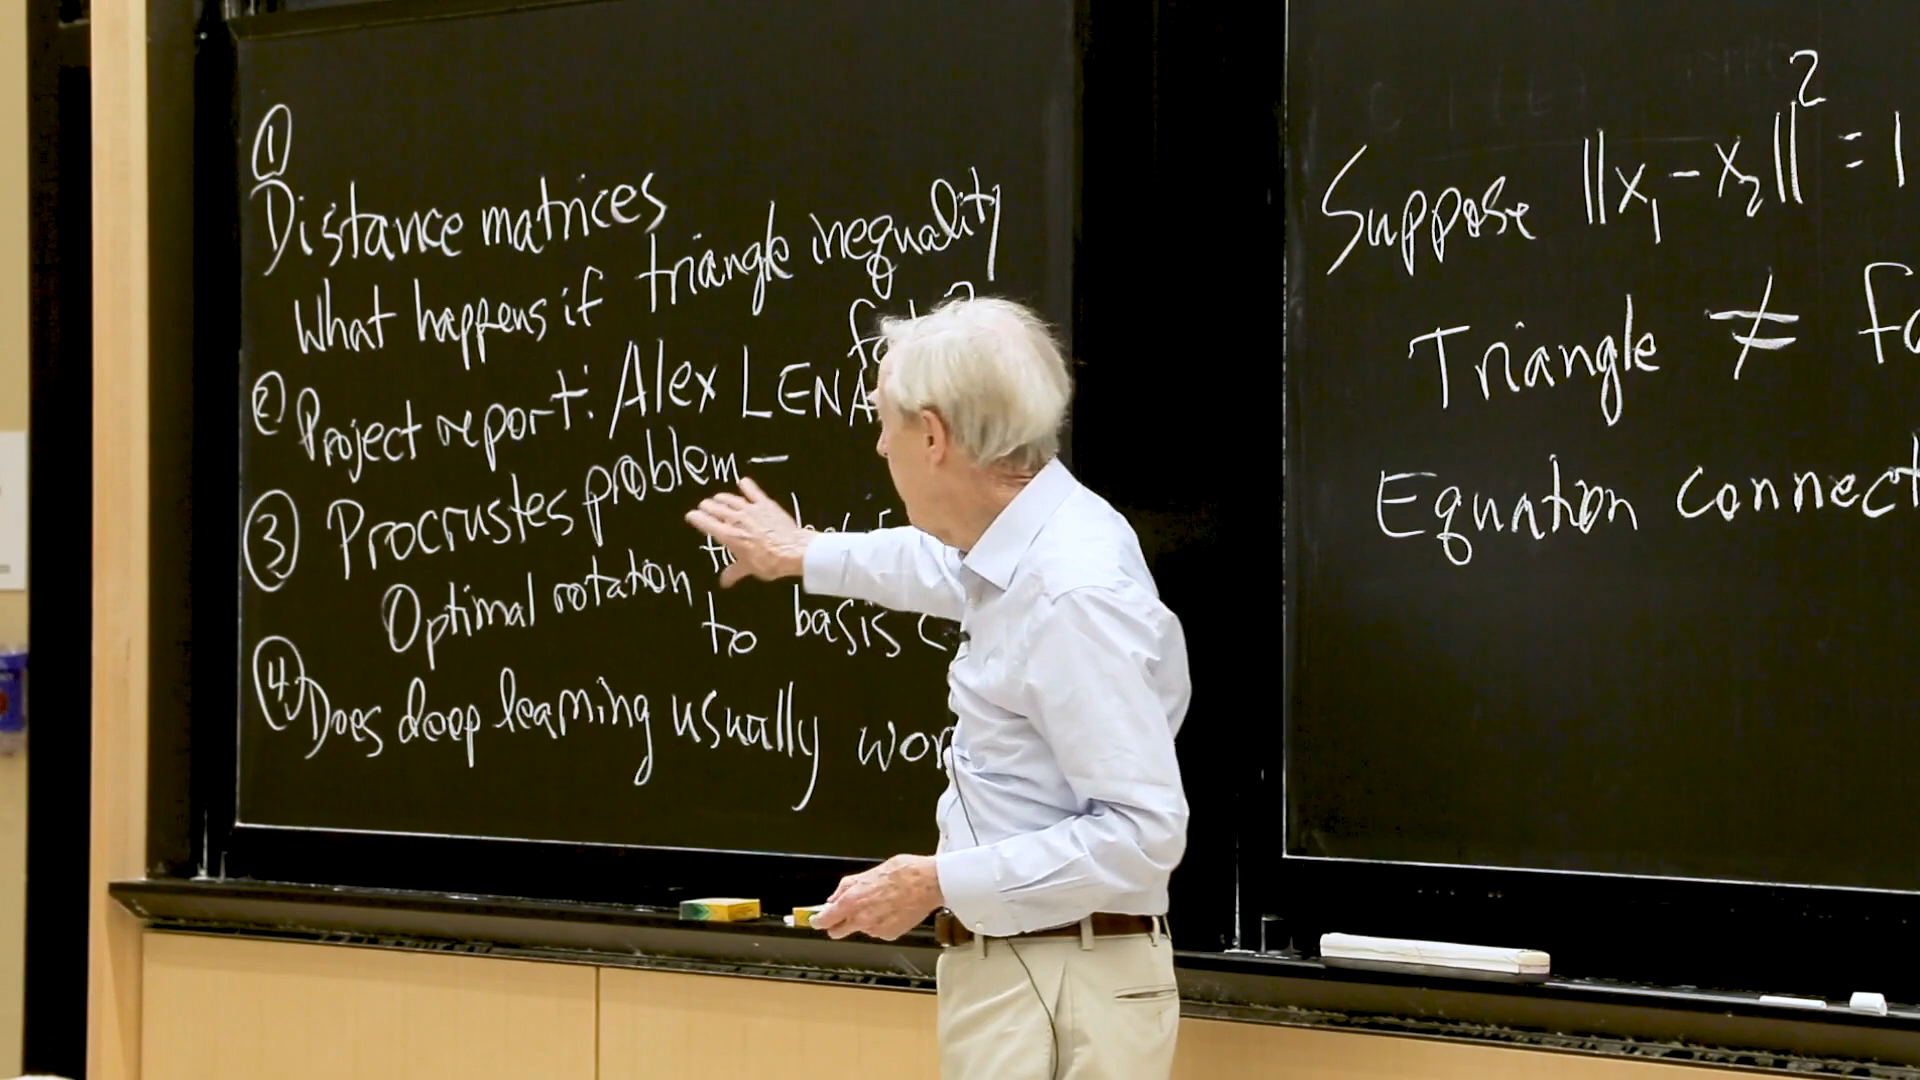 ①
Distance matrices
What happens if triangle inequality
② Project report: Alex LENA
③ Procrustes problem —
Optimal rotation
to basis
④ Does deep learning usually wor
Suppose ||x₁ - x₂||² = 1
Triangle ≠ fa
Equation connect